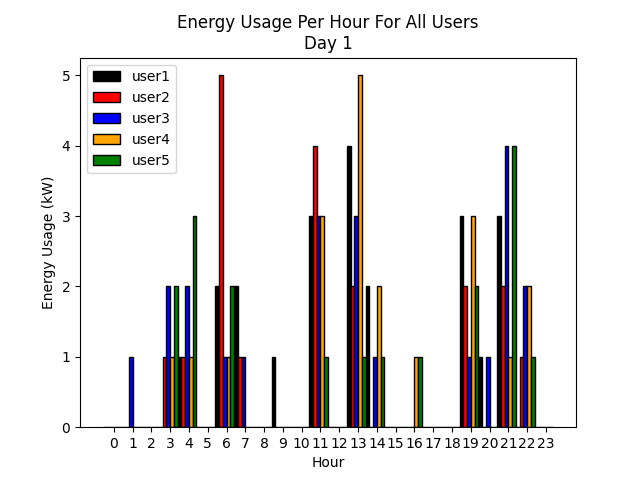 Energy Usage Per Hour For All Users
Day 1
user1
user2
user3
user4
user5
5
4
3
2
1
0
Energy Usage (kW)
0 1 2 3 4 5 6 7 8 9 10 11 12 13 14 15 16 17 18 19 20 21 22 23
Hour